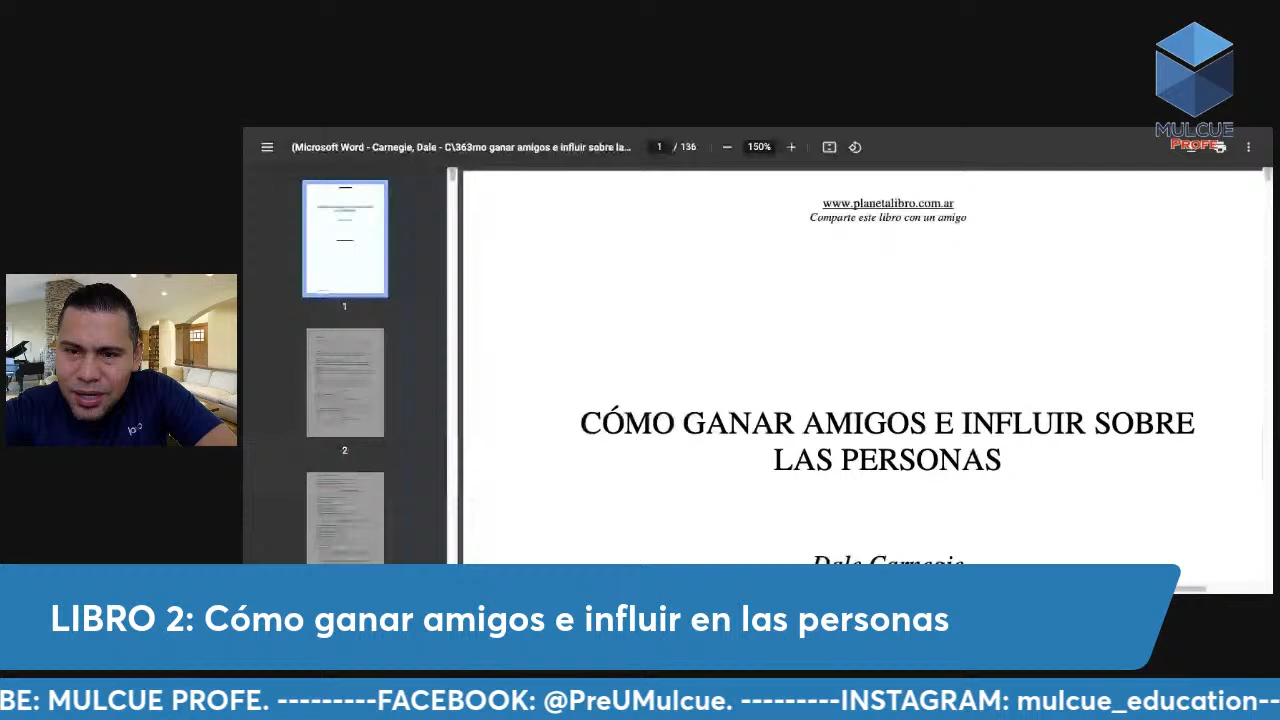 MULCUE
PROFE
(Microsoft Word - Carnegie, Dale - C\363mo ganar amigos e influir sobre la...
1 / 136
150%
www.planetalibro.com.ar
Comparte este libro con un amigo
1
2
CÓMO GANAR AMIGOS E INFLUIR SOBRE
LAS PERSONAS
Dale Carnegie
LIBRO 2: Cómo ganar amigos e influir en las personas
BE: MULCUE PROFE. ---------FACEBOOK: @PreUMulcue. ---------INSTAGRAM: mulcue_education--